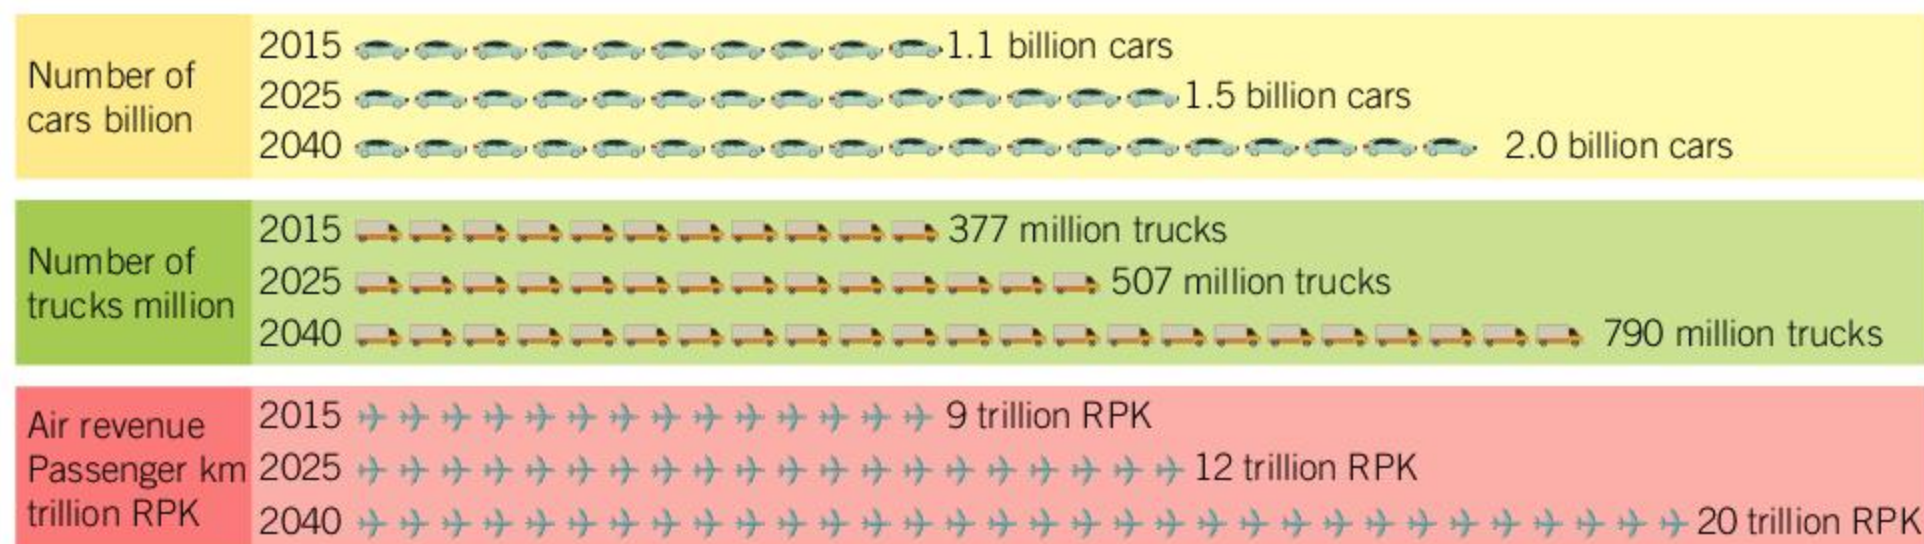 Number of
cars billion
2015 1.1 billion cars
2025 1.5 billion cars
2040 2.0 billion cars
Number of
trucks million
2015 377 million trucks
2025 507 million trucks
2040 790 million trucks
Air revenue
Passenger km
trillion RPK
2015 9 trillion RPK
2025 12 trillion RPK
2040 20 trillion RPK